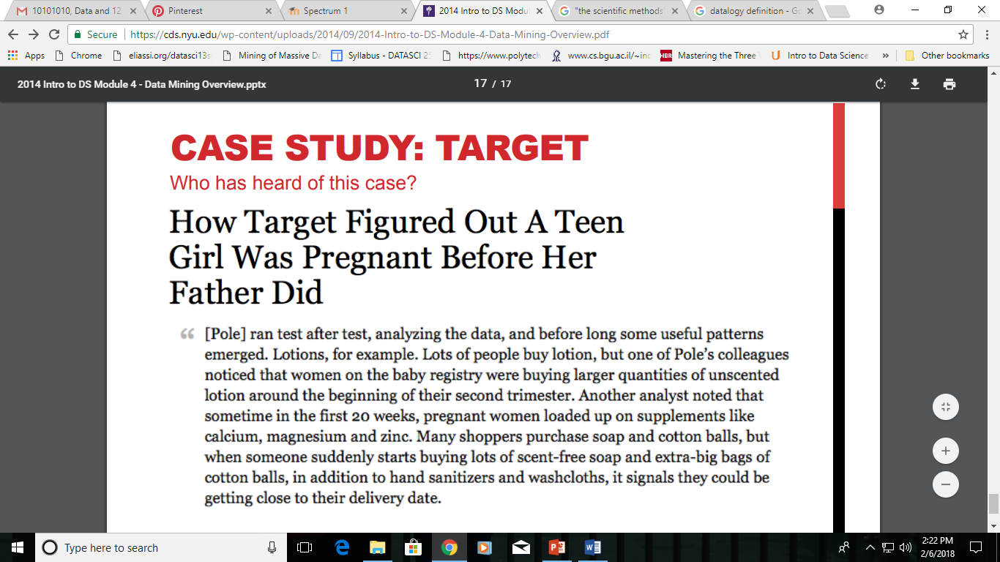 10101010, Data and 12
Pinterest
Spectrum 1
2014 Intro to DS Modul
"the scientific methods"
datalogy definition - Go
Secure
https://cds.nyu.edu/wp-content/uploads/2014/09/2014-Intro-to-DS-Module-4-Data-Mining-Overview.pdf
Apps
Chrome
eliassi.org/datasci13s
Mining of Massive Da
Syllabus - DATASCI 25
https://www.polytech
www.cs.bgu.ac.il/~inc
HBR
Mastering the Three
Intro to Data Science
»
Other bookmarks
2014 Intro to DS Module 4 - Data Mining Overview.pptx
17 / 17
CASE STUDY: TARGET
Who has heard of this case?
How Target Figured Out A Teen
Girl Was Pregnant Before Her
Father Did
“ [Pole] ran test after test, analyzing the data, and before long some useful patterns
emerged. Lotions, for example. Lots of people buy lotion, but one of Pole’s colleagues
noticed that women on the baby registry were buying larger quantities of unscented
lotion around the beginning of their second trimester. Another analyst noted that
sometime in the first 20 weeks, pregnant women loaded up on supplements like
calcium, magnesium and zinc. Many shoppers purchase soap and cotton balls, but
when someone suddenly starts buying lots of scent-free soap and extra-big bags of
cotton balls, in addition to hand sanitizers and washcloths, it signals they could be
getting close to their delivery date.
Type here to search
2:22 PM
2/6/2018